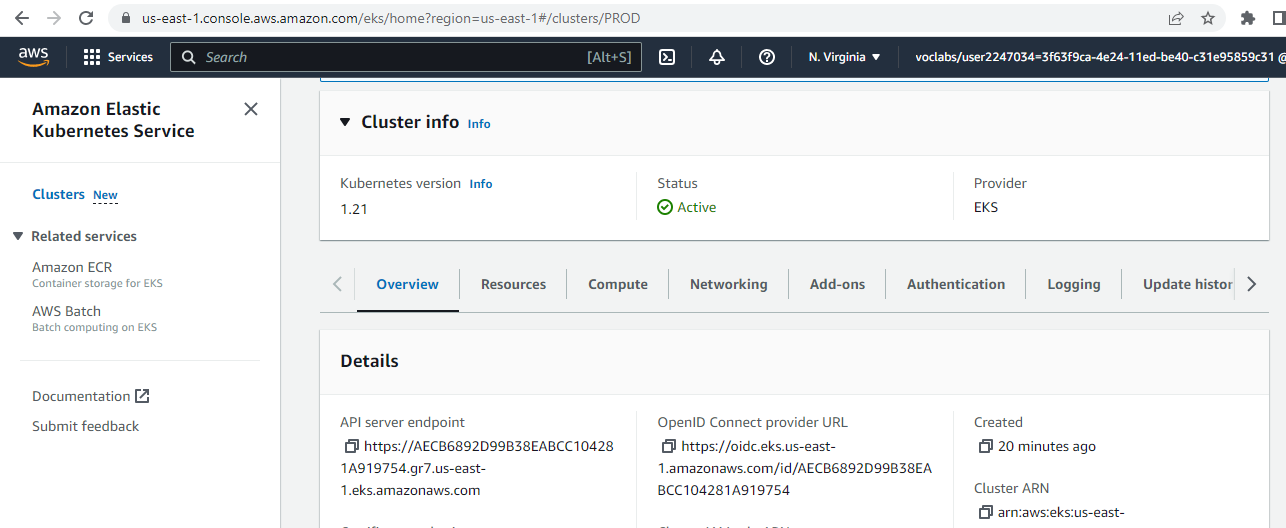 us-east-1.console.aws.amazon.com/eks/home?region=us-east-1#/clusters/PROD
aws
Services
Search
[Alt+S]
N. Virginia
voclabs/user2247034=3f63f9ca-4e24-11ed-be40-c31e95859c31 @
Amazon Elastic
Kubernetes Service
Clusters New
Related services
Amazon ECR
Container storage for EKS
AWS Batch
Batch computing on EKS
Documentation
Submit feedback
Cluster info Info
Kubernetes version Info
1.21
Status
Active
Provider
EKS
Overview
Resources
Compute
Networking
Add-ons
Authentication
Logging
Update histor
Details
API server endpoint
https://AECB6892D99B38EABCC10428
1A919754.gr7.us-east-
1.eks.amazonaws.com
OpenID Connect provider URL
https://oidc.eks.us-east-
1.amazonaws.com/id/AECB6892D99B38EA
BCC104281A919754
Created
20 minutes ago
Cluster ARN
arn:aws:eks:us-east-